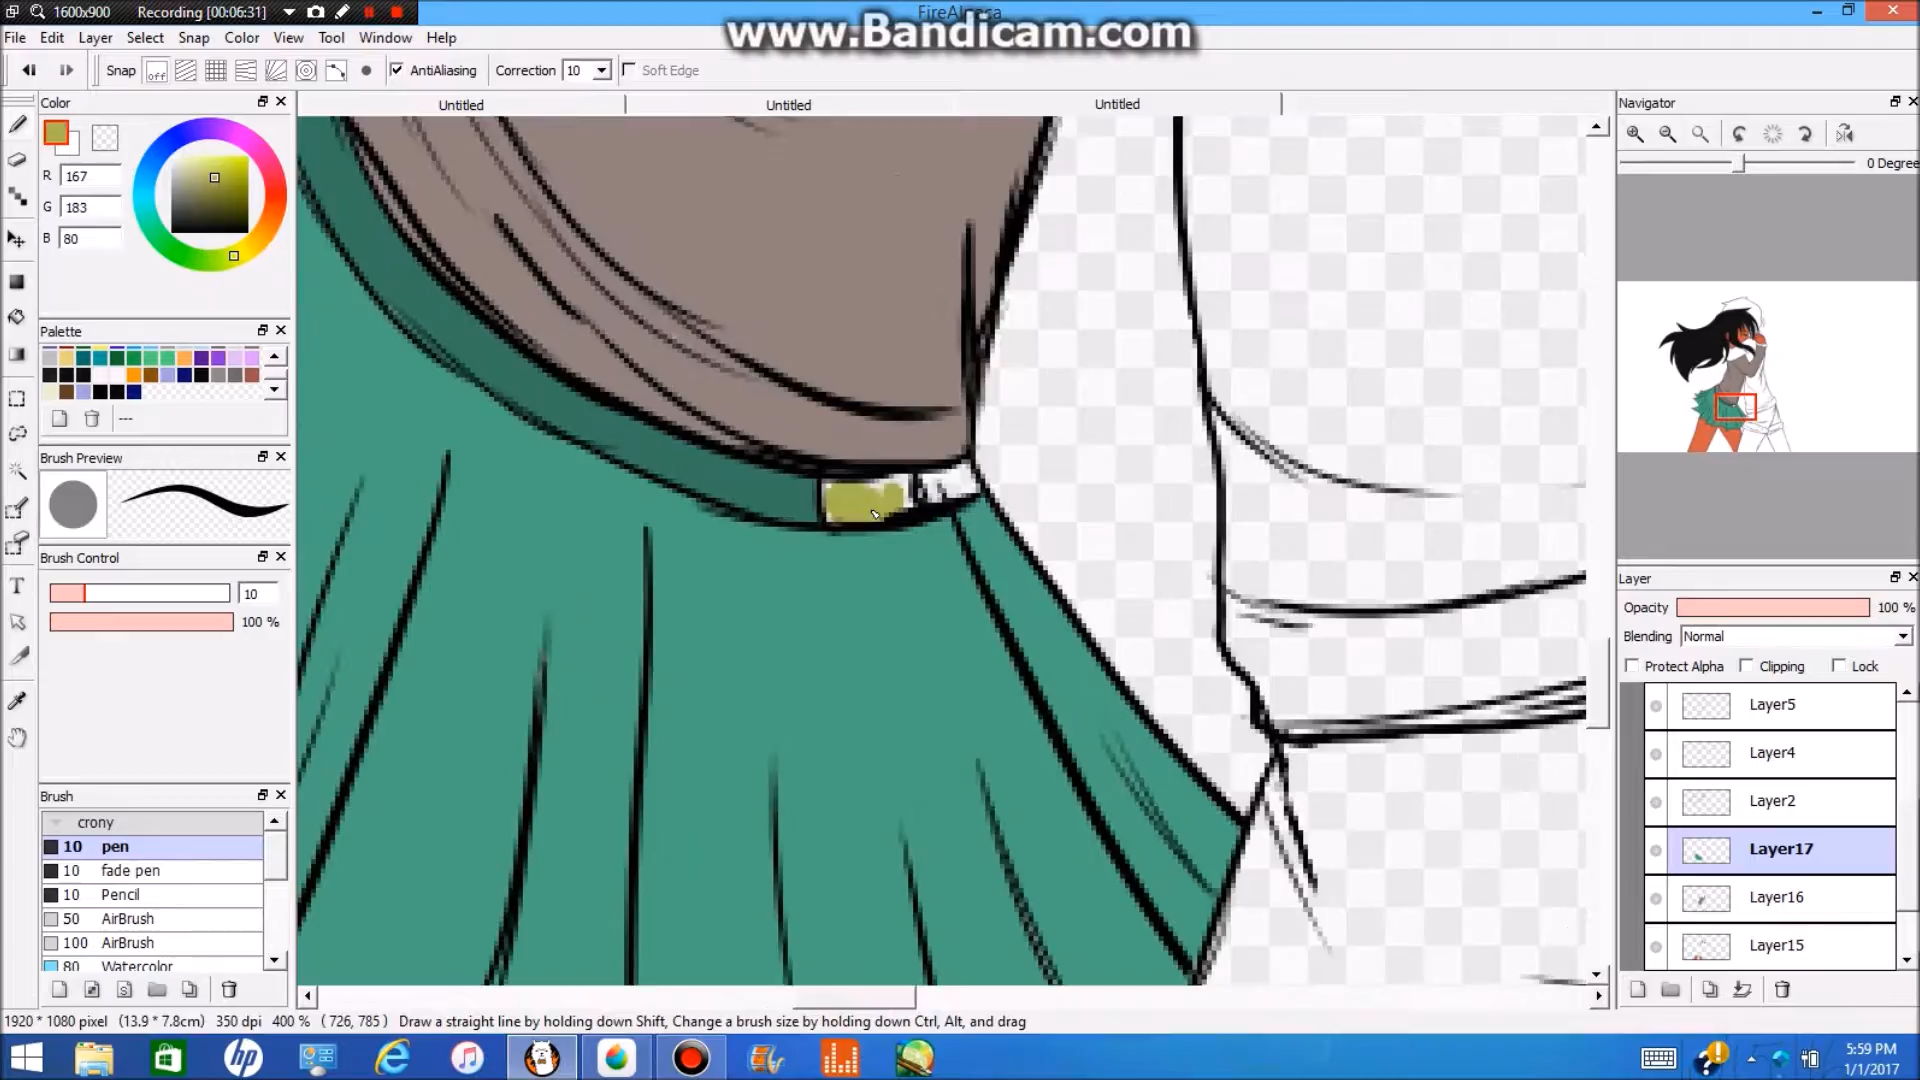 1600x900
Recording [00:06:31]
FireAlpaca
www.Bandicam.com
File Edit Layer Select Snap Color View Tool Window Help
Snap off AntiAliasing Correction 10 Soft Edge
Color
Untitled Untitled Untitled
Navigator
R 167
G 183
B 80
0 Degree
Palette
---
Brush Preview
Brush Control
10
100 %
Layer
Opacity 100 %
Blending Normal
Protect Alpha Clipping Lock
Layer5
Layer4
Layer2
Layer17
Layer16
Layer15
Brush
crony
10 pen
10 fade pen
10 Pencil
50 AirBrush
100 AirBrush
80 Watercolor
1920 * 1080 pixel (13.9 * 7.8cm) 350 dpi 400 % ( 726, 785 ) Draw a straight line by holding down Shift, Change a brush size by holding down Ctrl, Alt, and drag
5:59 PM
1/1/2017